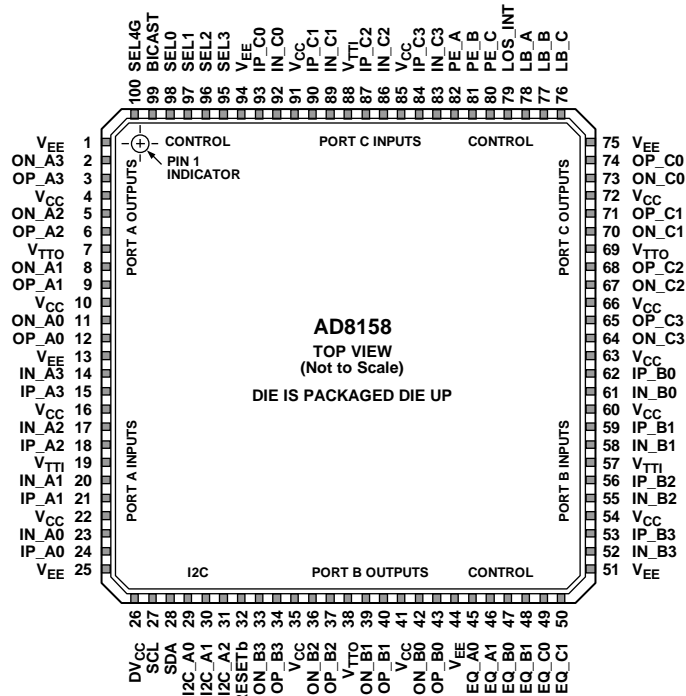 100 SEL4G
99 BICAST
98 SEL0
97 SEL1
96 SEL2
95 SEL3
94 VEE
93 IP_C0
92 IN_C0
91 VCC
90 IP_C1
89 IN_C1
88 VTTI
87 IP_C2
86 IN_C2
85 VCC
84 IP_C3
83 IN_C3
82 PE_A
81 PE_B
80 PE_C
79 LOS_INT
78 LB_A
77 LB_B
76 LB_C
VEE 1
ON_A3 2
OP_A3 3
VCC 4
ON_A2 5
OP_A2 6
VTTO 7
ON_A1 8
OP_A1 9
VCC 10
ON_A0 11
OP_A0 12
VEE 13
IN_A3 14
IP_A3 15
VCC 16
IN_A2 17
IP_A2 18
VTTI 19
IN_A1 20
IP_A1 21
VCC 22
IN_A0 23
IP_A0 24
VEE 25
CONTROL
PORT C INPUTS
CONTROL
PIN 1
INDICATOR
PORT A OUTPUTS
PORT C OUTPUTS
AD8158
TOP VIEW
(Not to Scale)
DIE IS PACKAGED DIE UP
PORT A INPUTS
PORT B INPUTS
I2C
PORT B OUTPUTS
CONTROL
75 VEE
74 OP_C0
73 ON_C0
72 VCC
71 OP_C1
70 ON_C1
69 VTTO
68 OP_C2
67 ON_C2
66 VCC
65 OP_C3
64 ON_C3
63 VCC
62 IP_B0
61 IN_B0
60 VCC
59 IP_B1
58 IN_B1
57 VTTI
56 IP_B2
55 IN_B2
54 VCC
53 IP_B3
52 IN_B3
51 VEE
DVCC 26
SCL 27
SDA 28
I2C_A0 29
I2C_A1 30
I2C_A2 31
RESETb 32
ON_B3 33
OP_B3 34
VCC 35
ON_B2 36
OP_B2 37
VTTO 38
ON_B1 39
OP_B1 40
VCC 41
ON_B0 42
OP_B0 43
VEE 44
EQ_A0 45
EQ_A1 46
EQ_B0 47
EQ_B1 48
EQ_C0 49
EQ_C1 50